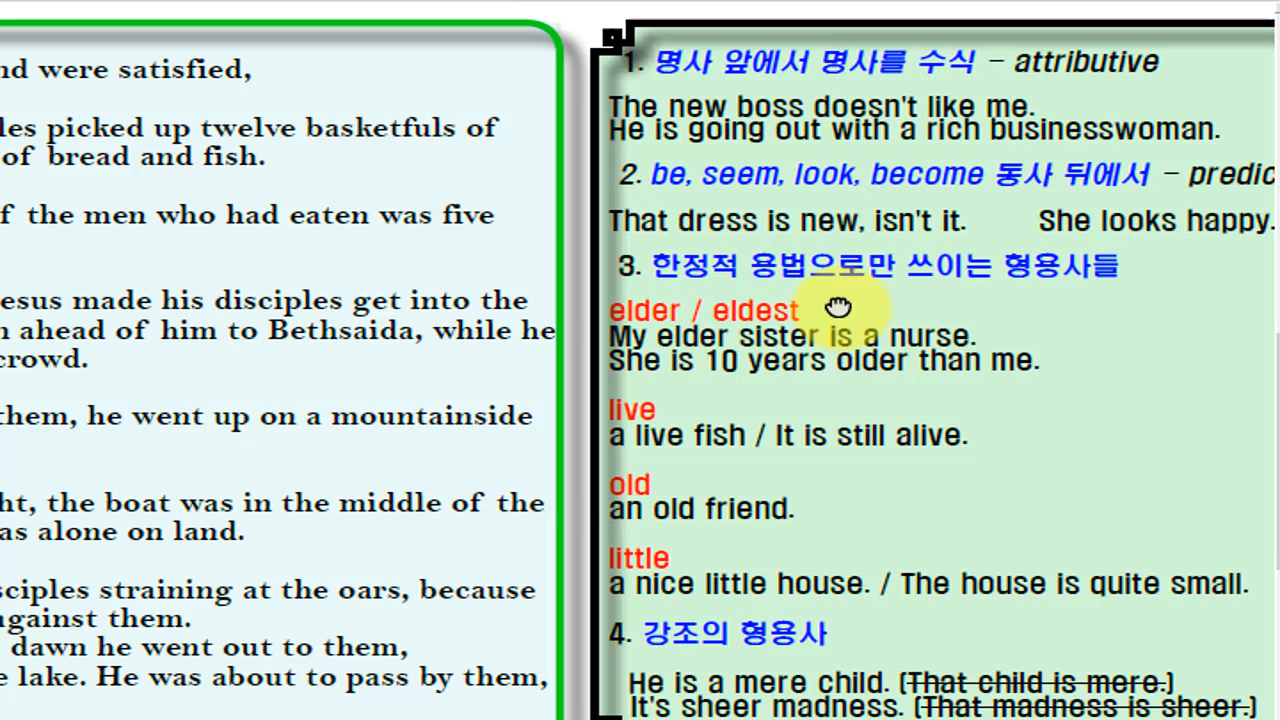 nd were satisfied,
les picked up twelve basketfuls of
of bread and fish.
f the men who had eaten was five
esus made his disciples get into the
n ahead of him to Bethsaida, while he
crowd.
them, he went up on a mountainside
ht, the boat was in the middle of the
as alone on land.
sciples straining at the oars, because
gainst them.
dawn he went out to them,
e lake. He was about to pass by them,
1. 명사 앞에서 명사를 수식 - attributive
The new boss doesn't like me.
He is going out with a rich businesswoman.
2. be, seem, look, become 동사 뒤에서 - predic
That dress is new, isn't it. She looks happy.
3. 한정적 용법으로만 쓰이는 형용사들
elder / eldest
My elder sister is a nurse.
She is 10 years older than me.
live
a live fish / It is still alive.
old
an old friend.
little
a nice little house. / The house is quite small.
4. 강조의 형용사
He is a mere child. (That child is mere.)
It's sheer madness. (That madness is sheer.)